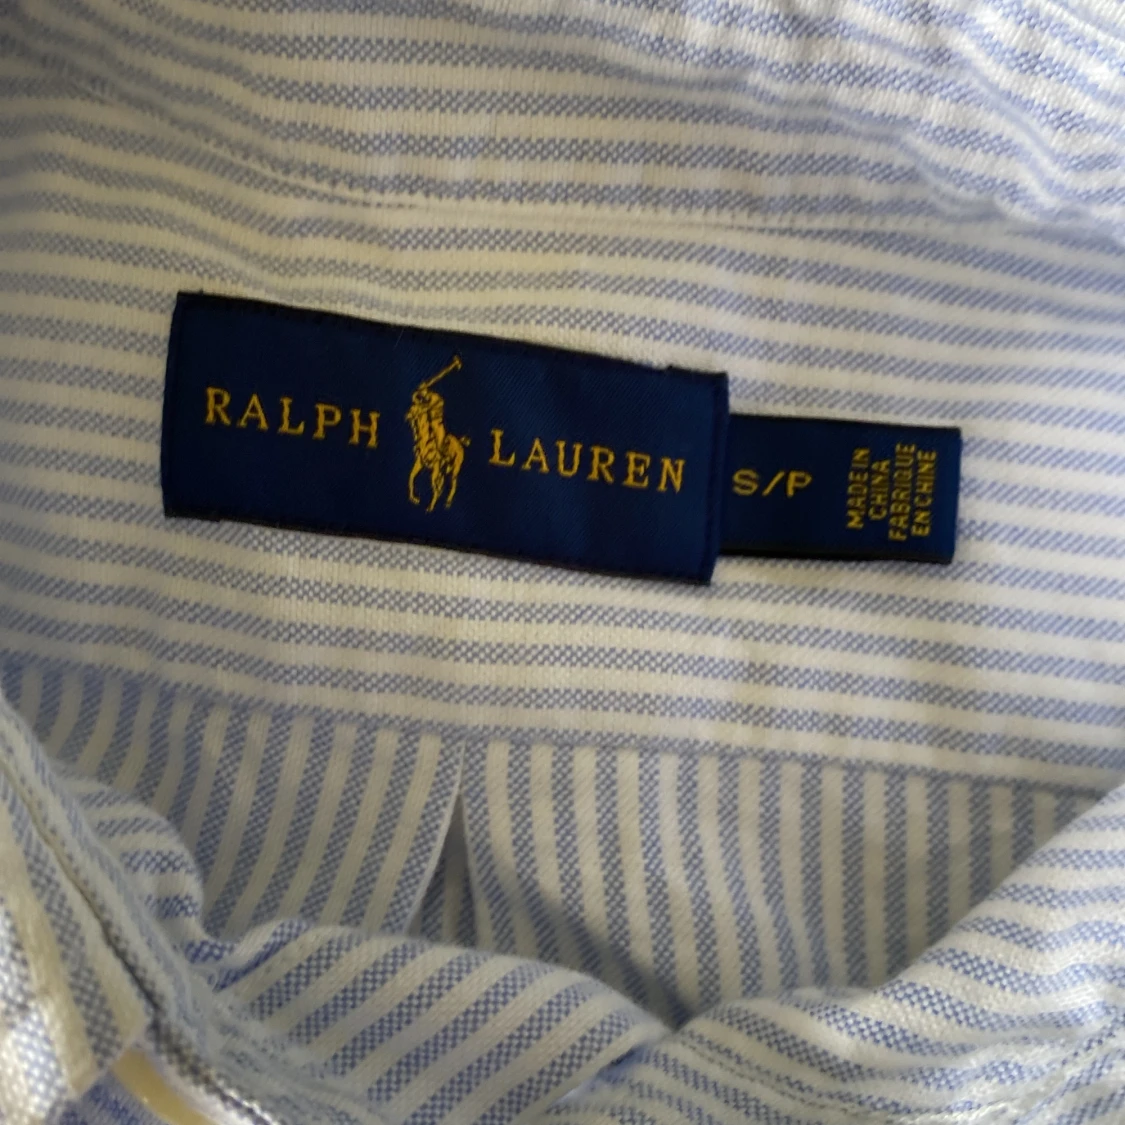 RALPH LAUREN
S/P
MADE IN
CHINA
FABRIQUE
EN CHINE